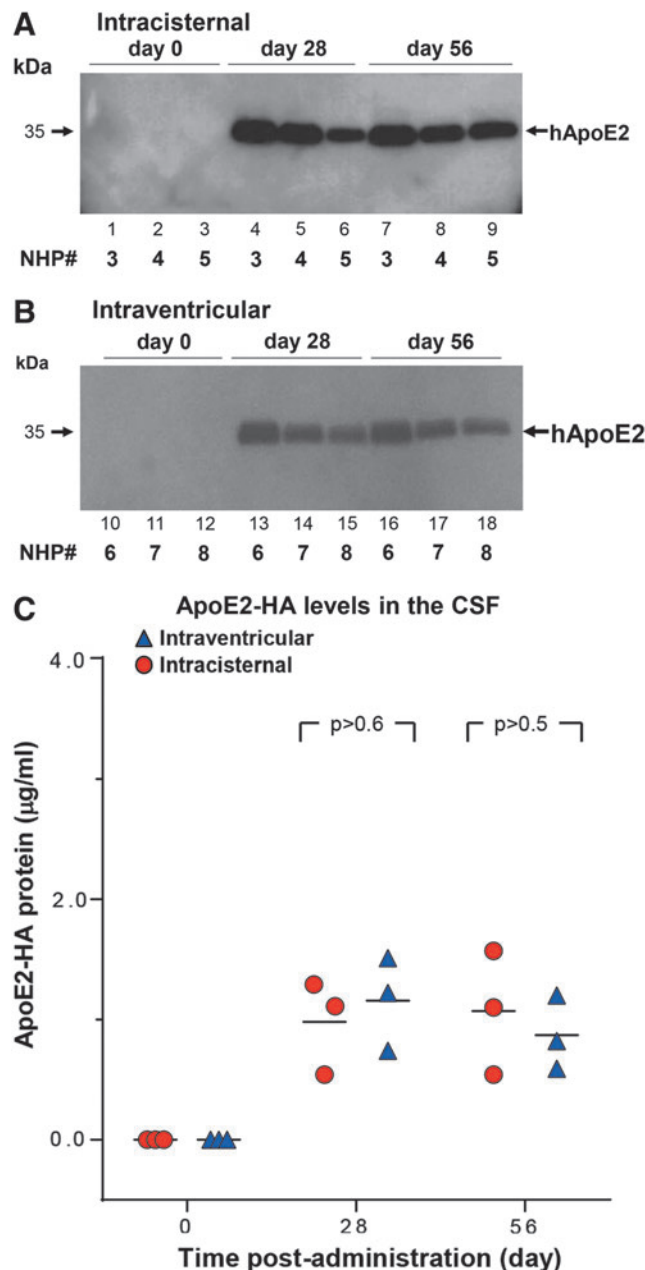 A Intracisternal
day 0 day 28 day 56
kDa
35 hApoE2
1 2 3 4 5 6 7 8 9
NHP# 3 4 5 3 4 5 3 4 5
B Intraventricular
day 0 day 28 day 56
kDa
35 hApoE2
10 11 12 13 14 15 16 17 18
NHP# 6 7 8 6 7 8 6 7 8
C ApoE2-HA levels in the CSF
Intraventricular
Intracisternal
4.0
p>0.6 p>0.5
2.0
0.0
ApoE2-HA protein (μg/ml)
0 28 56
Time post-administration (day)